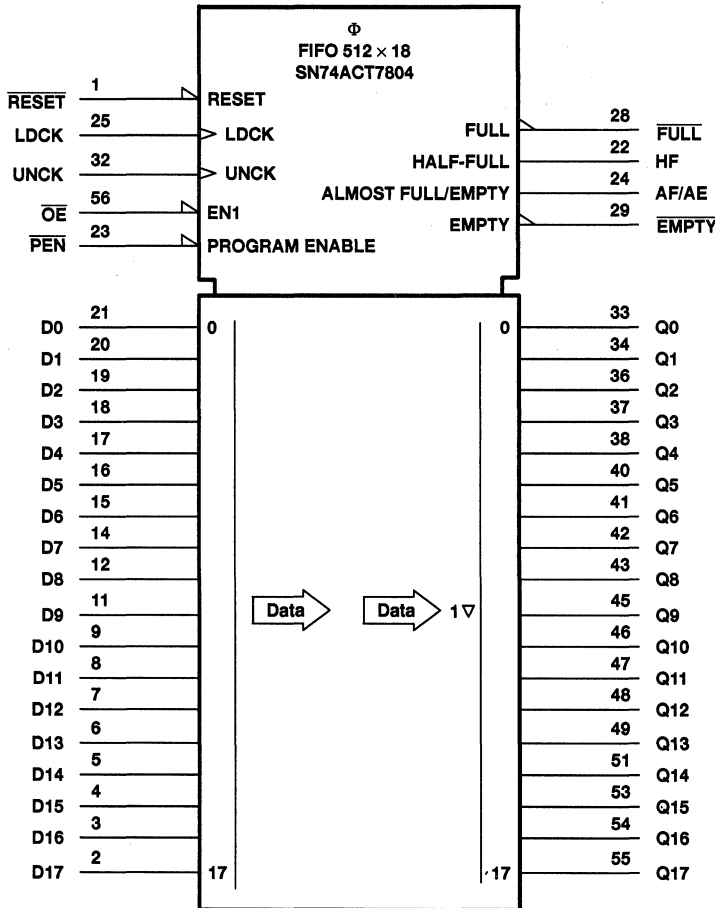 Φ
FIFO 512 × 18
SN74ACT7804
RESET 1 RESET
LDCK 25 LDCK
UNCK 32 UNCK
OE 56 EN1
PEN 23 PROGRAM ENABLE
FULL 28 FULL
HALF-FULL 22 HF
ALMOST FULL/EMPTY 24 AF/AE
EMPTY 29 EMPTY
D0 21 0 0 33 Q0
D1 20 34 Q1
D2 19 36 Q2
D3 18 37 Q3
D4 17 38 Q4
D5 16 40 Q5
D6 15 41 Q6
D7 14 42 Q7
D8 12 43 Q8
D9 11 Data Data 1 ▽ 45 Q9
D10 9 46 Q10
D11 8 47 Q11
D12 7 48 Q12
D13 6 49 Q13
D14 5 51 Q14
D15 4 53 Q15
D16 3 54 Q16
D17 2 17 17 55 Q17